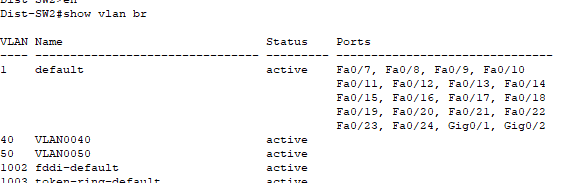 Dist-SW2>en
Dist-SW2#show vlan br
VLAN Name Status Ports
---- -------------------------------- --------- -------------------------------
1 default active Fa0/7, Fa0/8, Fa0/9, Fa0/10
Fa0/11, Fa0/12, Fa0/13, Fa0/14
Fa0/15, Fa0/16, Fa0/17, Fa0/18
Fa0/19, Fa0/20, Fa0/21, Fa0/22
Fa0/23, Fa0/24, Gig0/1, Gig0/2
40 VLAN0040 active
50 VLAN0050 active
1002 fddi-default active
1003 token-ring-default active